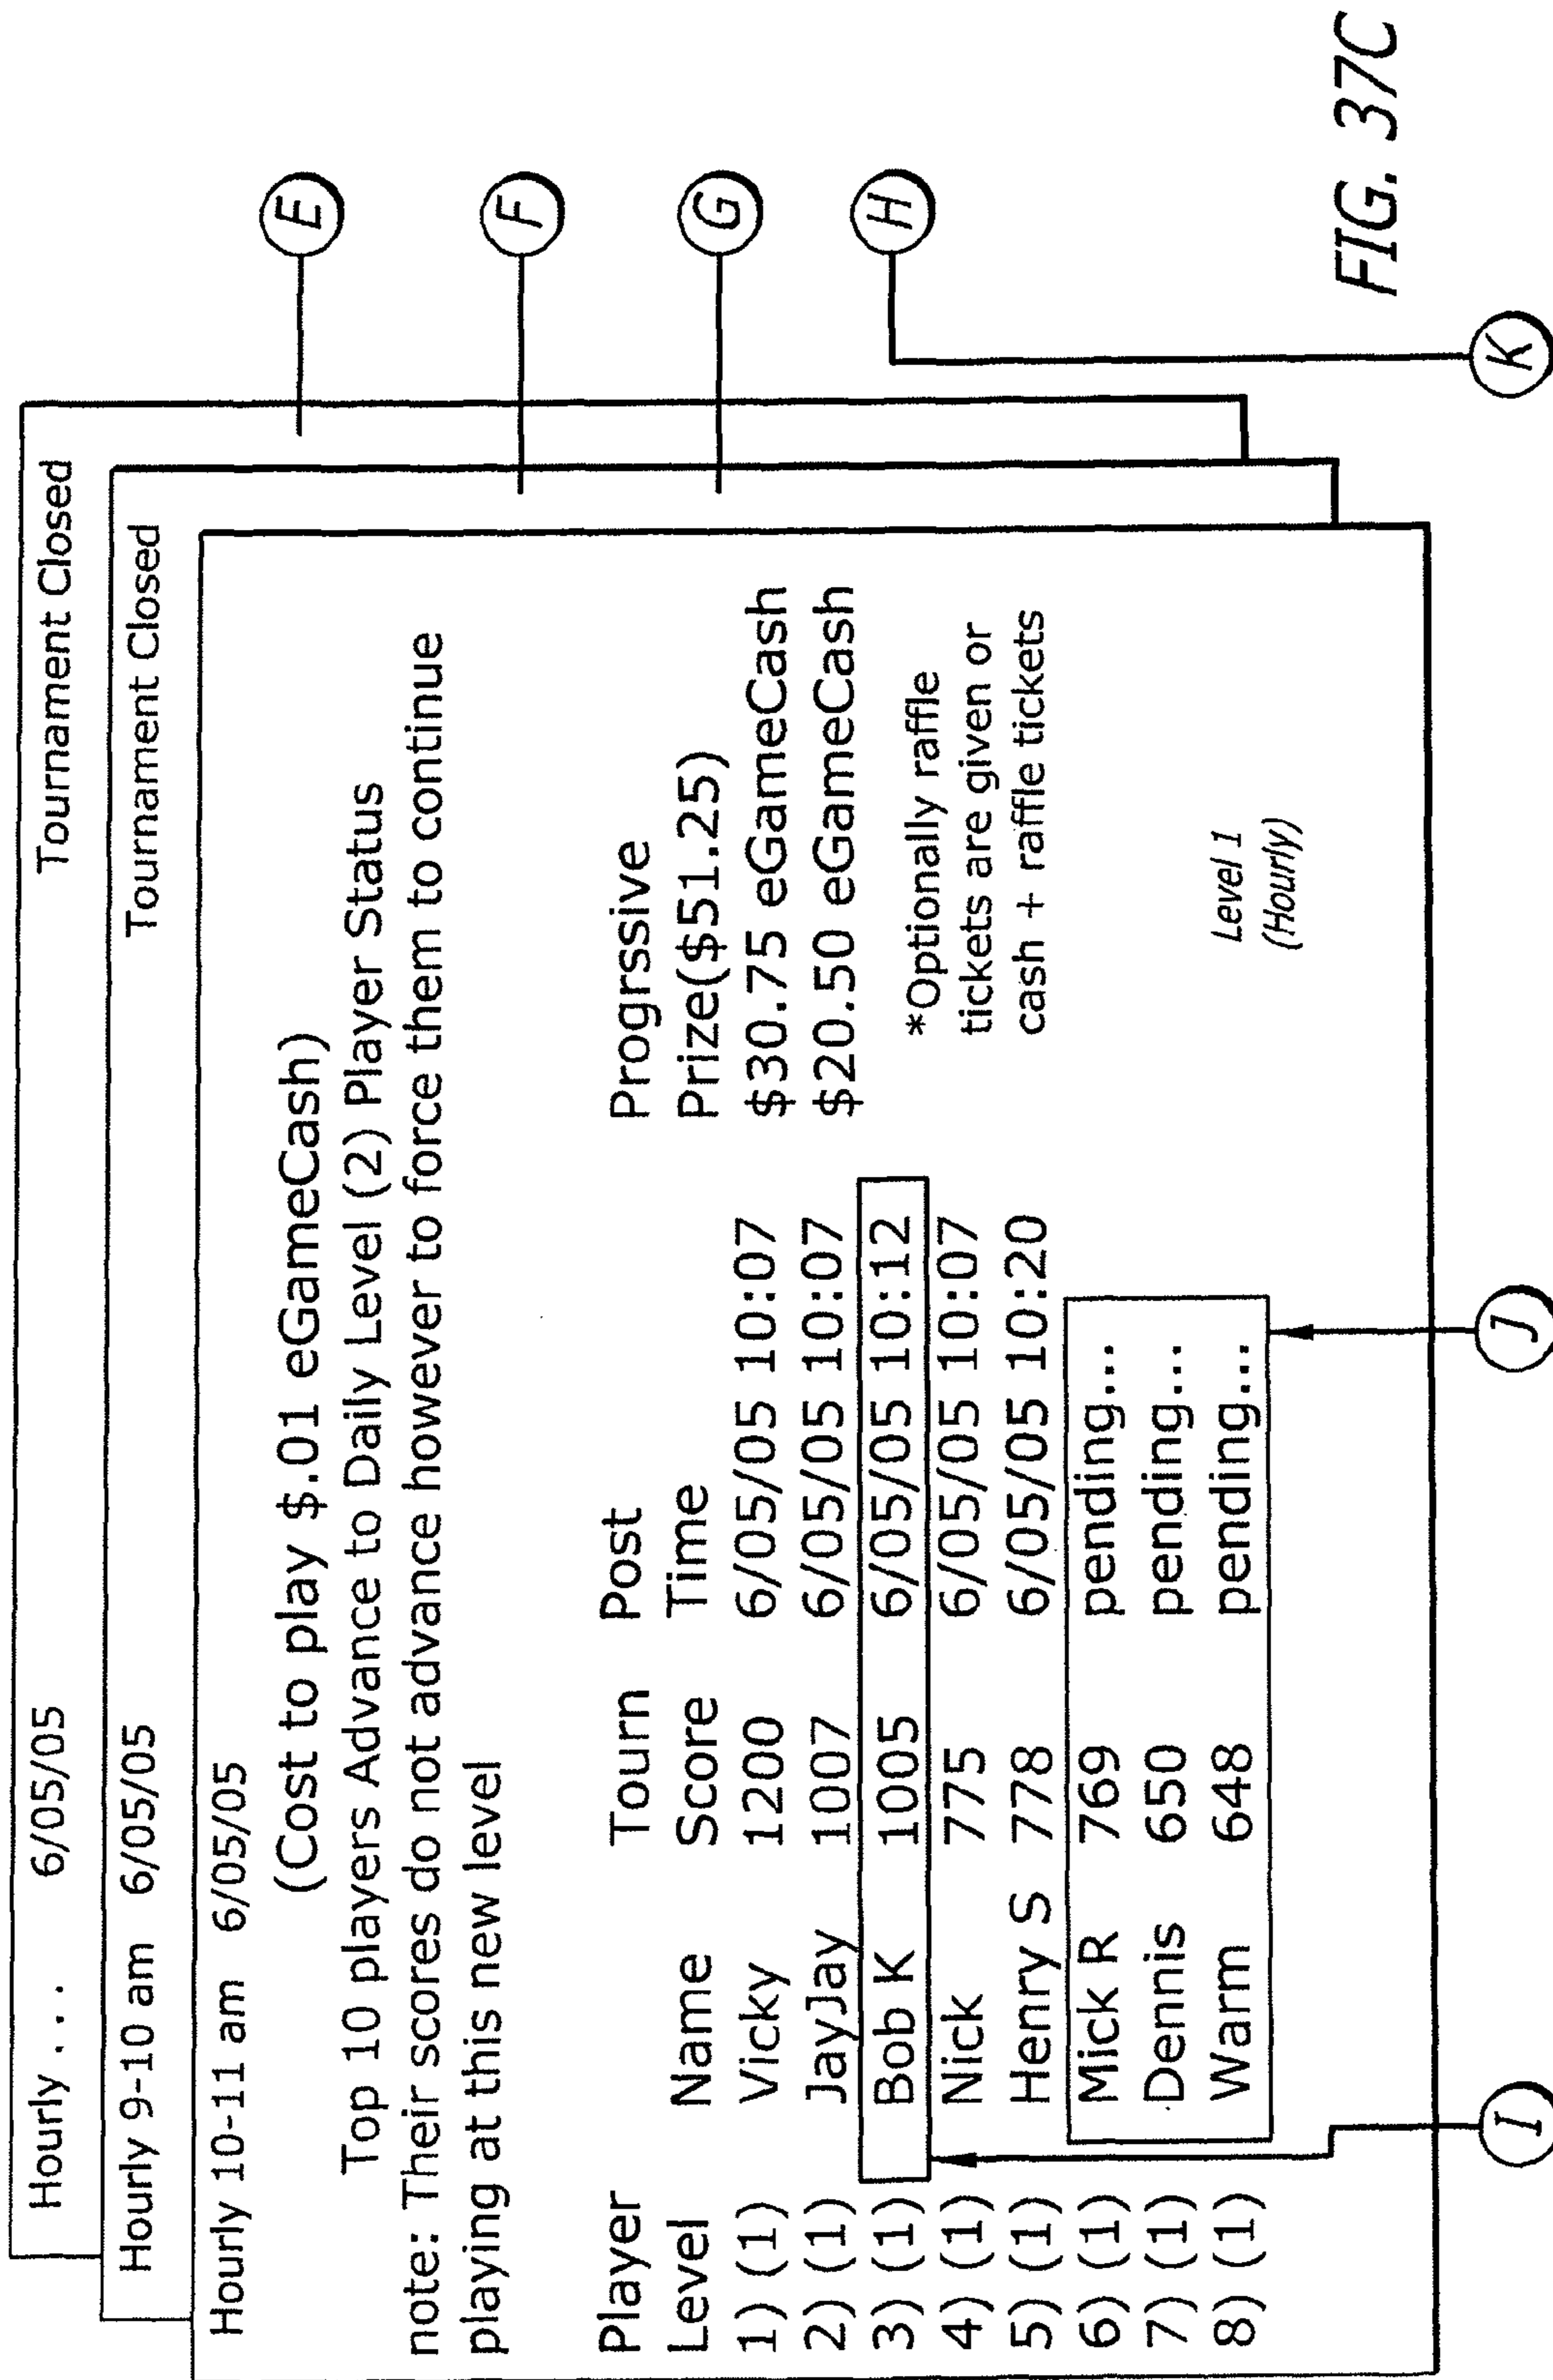 Hourly . . . 6/05/05 Tournament Closed
Hourly 9-10 am 6/05/05 Tournament Closed
Hourly 10-11 am 6/05/05
(Cost to play $.01 eGameCash)
Top 10 players Advance to Daily Level (2) Player Status
note: Their scores do not advance however to force them to continue
playing at this new level
Player Tourn Post Progrssive
Level Name Score Time Prize($51.25)
1) (1) Vicky 1200 6/05/05 10:07 $30.75 eGameCash
2) (1) JayJay 1007 6/05/05 10:07 $20.50 eGameCash
3) (1) Bob K 1005 6/05/05 10:12
4) (1) Nick 775 6/05/05 10:07
5) (1) Henry S 778 6/05/05 10:20
6) (1) Mick R 769 pending...
7) (1) Dennis 650 pending...
8) (1) Warm 648 pending...
*Optionally raffle
tickets are given or
cash + raffle tickets
Level 1
(Hourly)
E
F
G
H
I
J
K
FIG. 37C